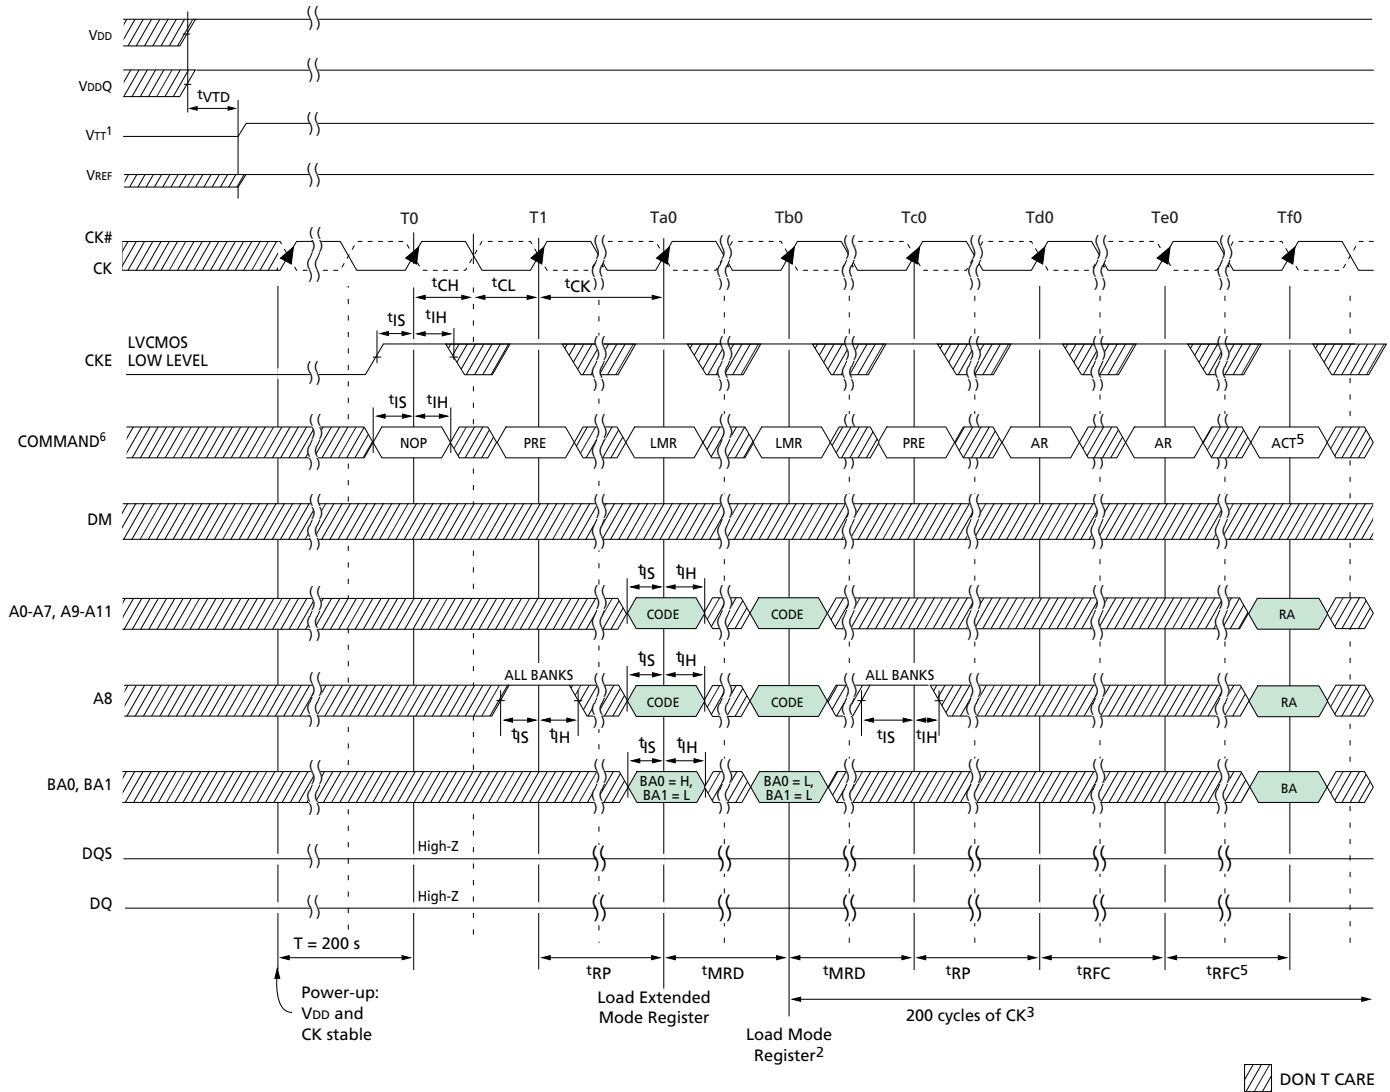 VDD
VDDQ
tVTD
VTT1
VREF
T0 T1 Ta0 Tb0 Tc0 Td0 Te0 Tf0
CK#
CK
tCH tCL tCK
tIS tIH
LVCMOS
LOW LEVEL
CKE
tIS tIH
COMMAND6 NOP PRE LMR LMR PRE AR AR ACT5
DM
tIS tIH
A0-A7, A9-A11 CODE CODE RA
tIS tIH
ALL BANKS ALL BANKS
A8 CODE CODE RA
tIS tIH tIS tIH
tIS tIH
BA0, BA1 BA0 = H, BA1 = L BA0 = L, BA1 = L BA
High-Z
DQS
High-Z
DQ
T = 200 s
tRP tMRD tMRD tRP tRFC tRFC5
Power-up:
VDD and
CK stable
Load Extended
Mode Register
200 cycles of CK3
Load Mode
Register2
DON T CARE